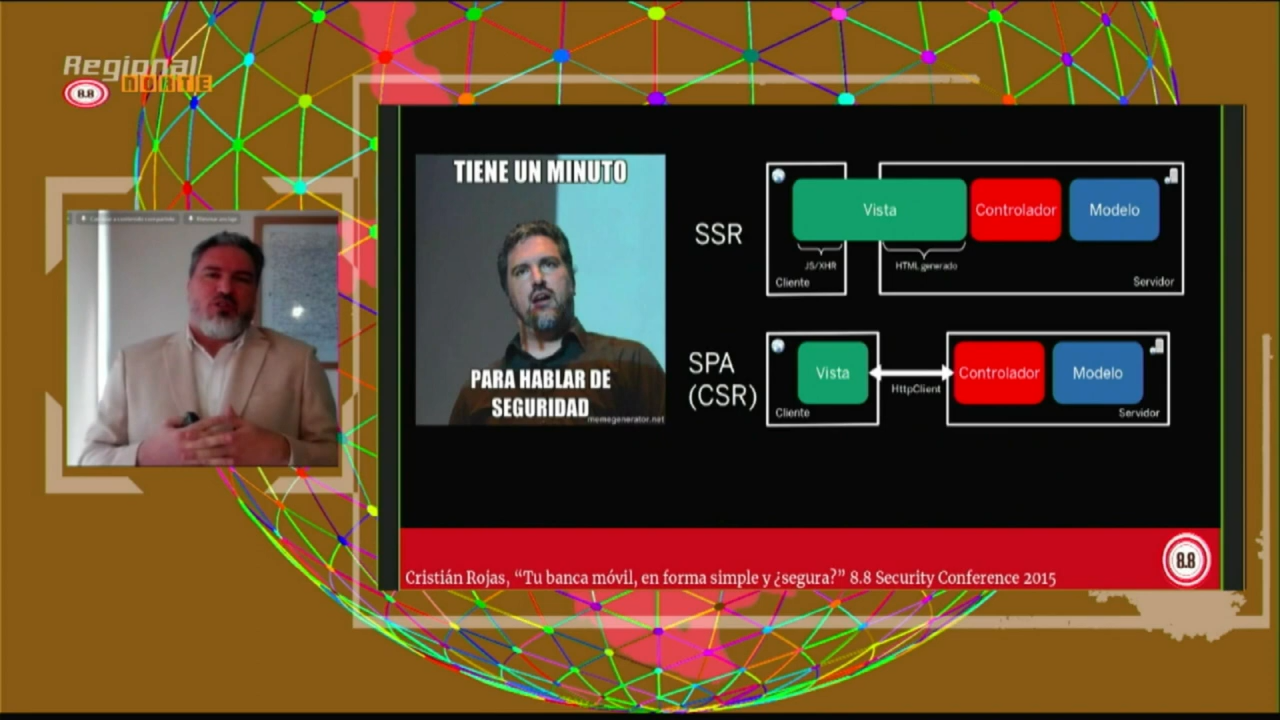 Regional
NORTE
8.8
TIENE UN MINUTO
PARA HABLAR DE
SEGURIDAD
memegenerator.net
SSR
Vista
Controlador
Modelo
JS/XHR
HTML generado
Cliente
Servidor
SPA
(CSR)
Vista
HttpClient
Controlador
Modelo
Cliente
Servidor
Cristián Rojas, “Tu banca móvil, en forma simple y ¿segura?” 8.8 Security Conference 2015
8.8